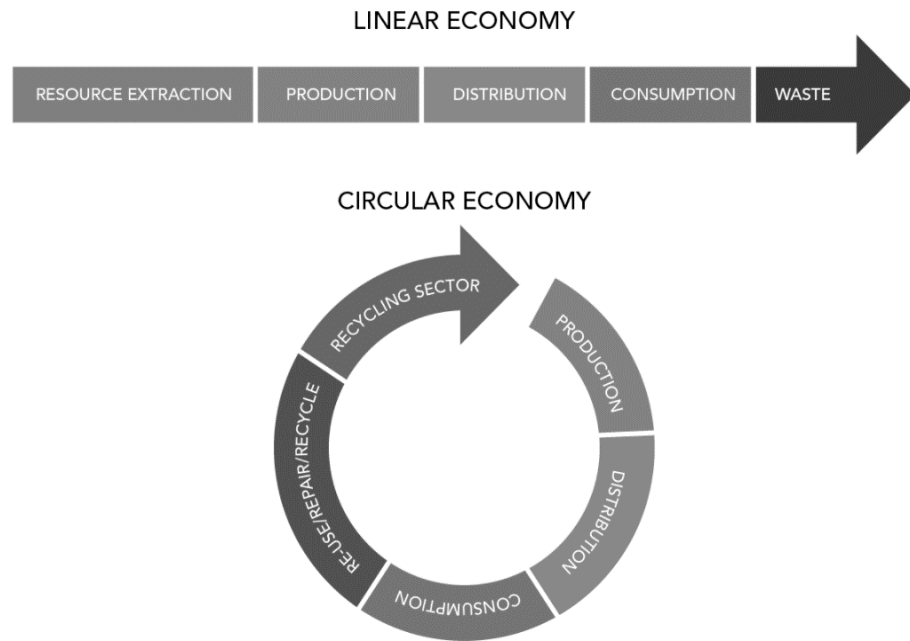 LINEAR ECONOMY
RESOURCE EXTRACTION
PRODUCTION
DISTRIBUTION
CONSUMPTION
WASTE
CIRCULAR ECONOMY
PRODUCTION
DISTRIBUTION
CONSUMPTION
RE-USE/REPAIR/RECYCLE
RECYCLING SECTOR